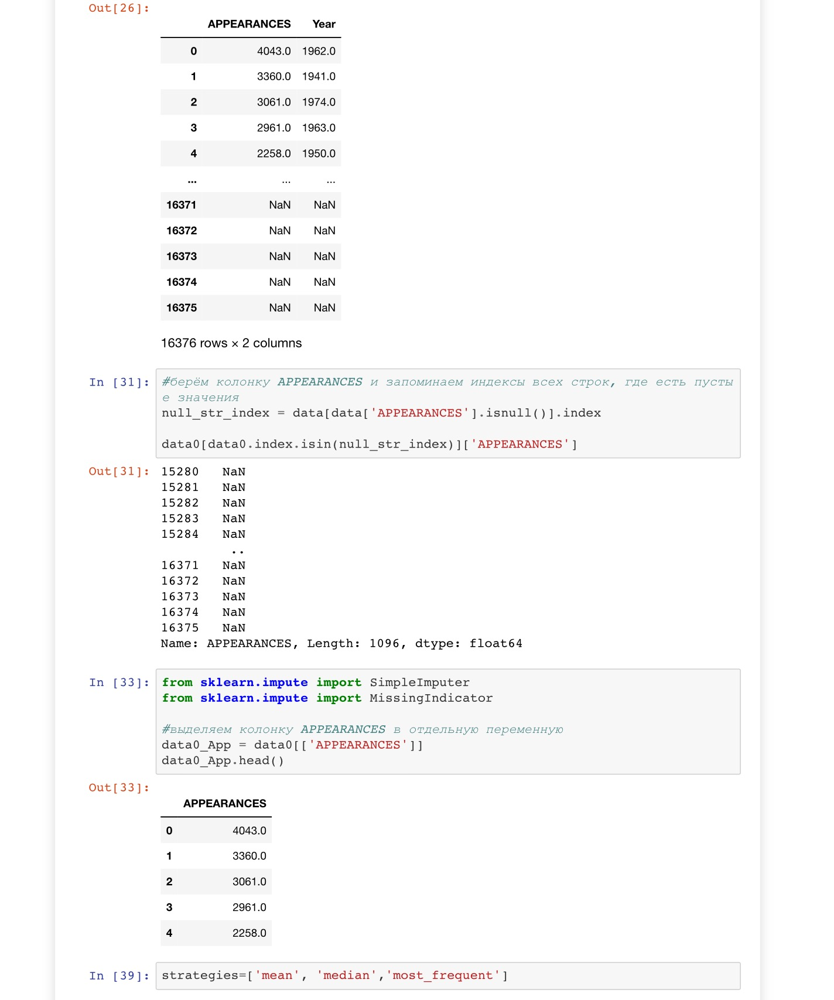 Out[26]:
APPEARANCES Year
0 4043.0 1962.0
1 3360.0 1941.0
2 3061.0 1974.0
3 2961.0 1963.0
4 2258.0 1950.0
... ... ...
16371 NaN NaN
16372 NaN NaN
16373 NaN NaN
16374 NaN NaN
16375 NaN NaN
16376 rows × 2 columns
In [31]: #берём колонку APPEARANCES и запоминаем индексы всех строк, где есть пусты
е значения
null_str_index = data[data['APPEARANCES'].isnull()].index
data0[data0.index.isin(null_str_index)]['APPEARANCES']
Out[31]: 15280 NaN
15281 NaN
15282 NaN
15283 NaN
15284 NaN
..
16371 NaN
16372 NaN
16373 NaN
16374 NaN
16375 NaN
Name: APPEARANCES, Length: 1096, dtype: float64
In [33]: from sklearn.impute import SimpleImputer
from sklearn.impute import MissingIndicator
#выделяем колонку APPEARANCES в отдельную переменную
data0_App = data0[['APPEARANCES']]
data0_App.head()
Out[33]:
APPEARANCES
0 4043.0
1 3360.0
2 3061.0
3 2961.0
4 2258.0
In [39]: strategies=['mean', 'median','most_frequent']